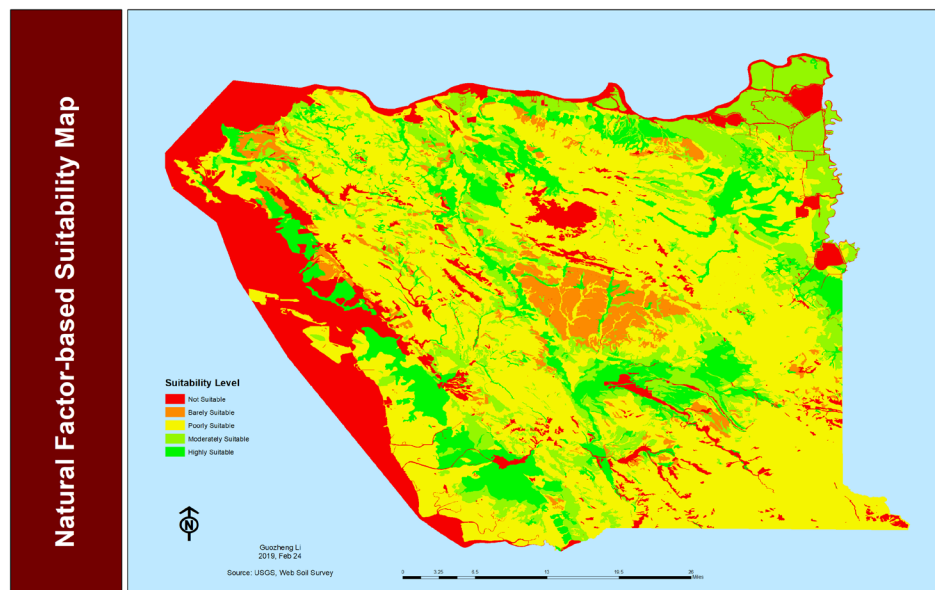 Natural Factor-based Suitability Map
Suitability Level
Not Suitable
Barely Suitable
Poorly Suitable
Moderately Suitable
Highly Suitable
N
Guozheng Li
2019, Feb 24
Source: USGS, Web Soil Survey
0 3.25 6.5 13 19.5 26
Miles